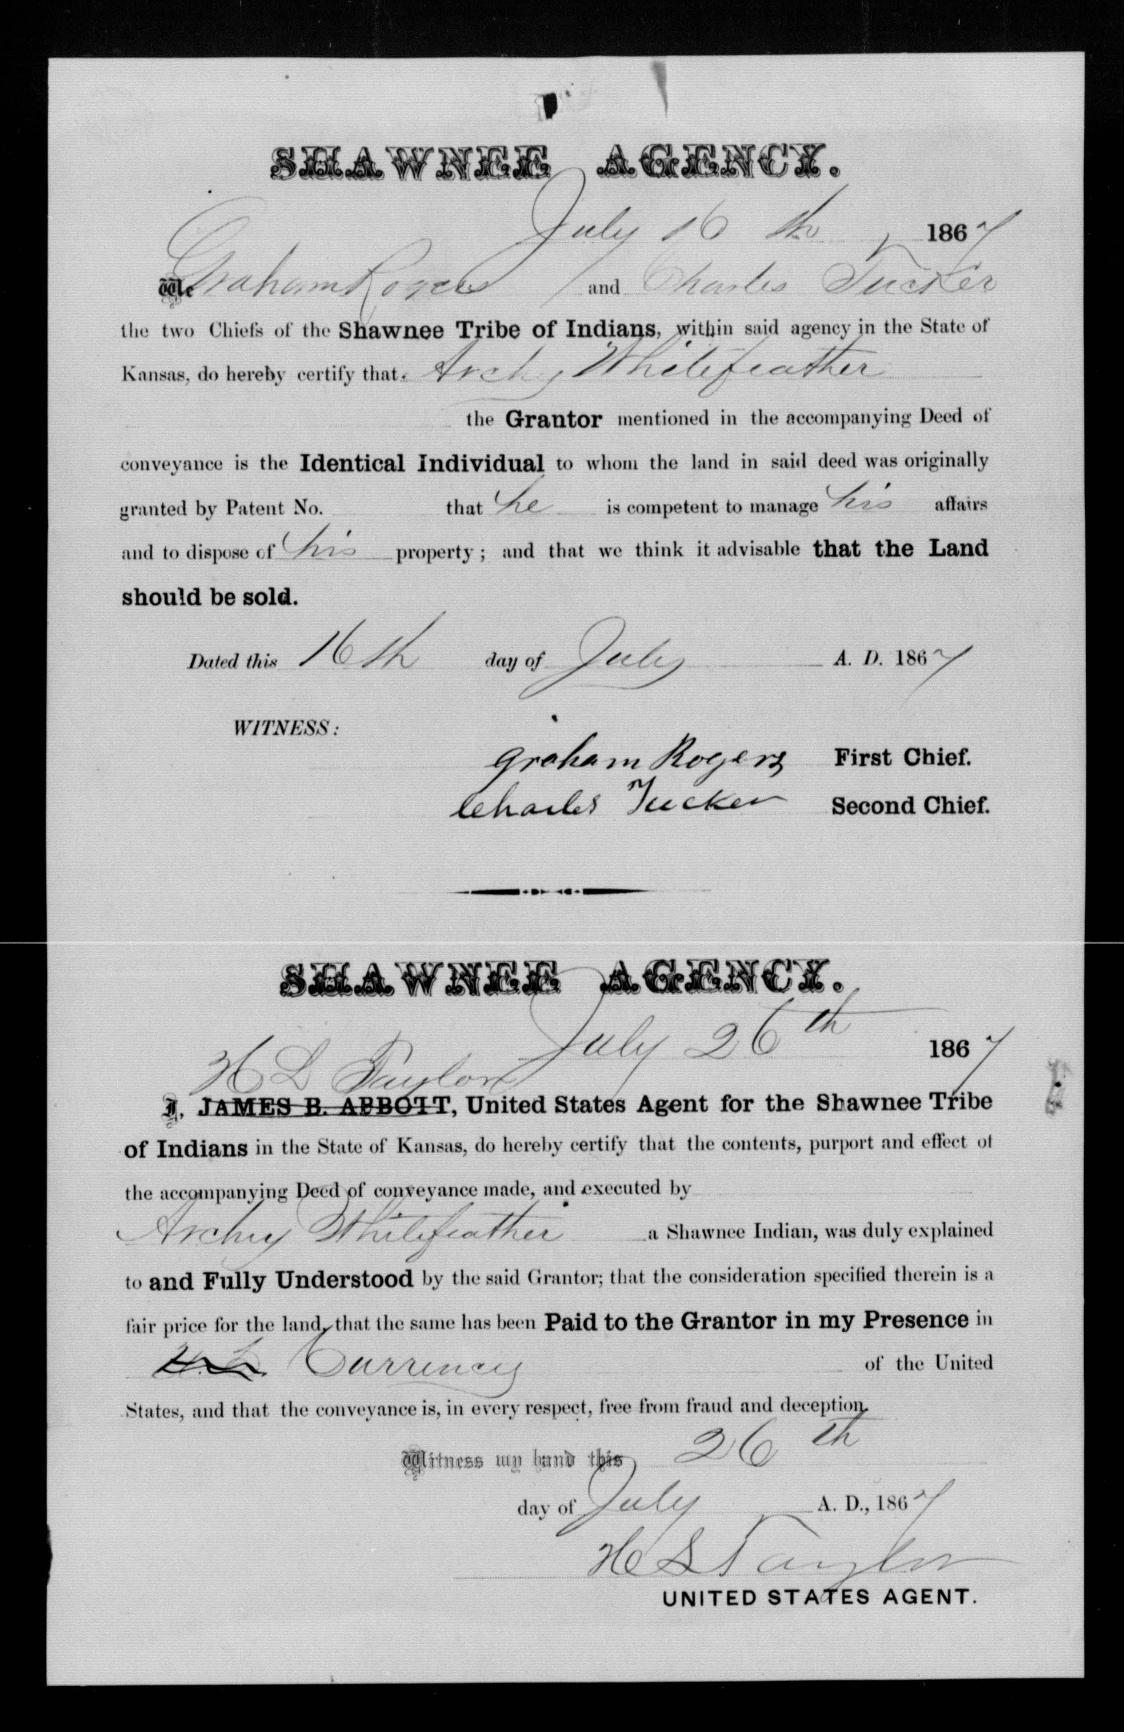 SHAWNEE AGENCY.
July 16 th 1867
We Graham Rogers and Charles Tucker
the two Chiefs of the Shawnee Tribe of Indians, within said agency in the State of
Kansas, do hereby certify that Archy Whitefeather
the Grantor mentioned in the accompanying Deed of
conveyance is the Identical Individual to whom the land in said deed was originally
granted by Patent No. that he is competent to manage his affairs
and to dispose of his property; and that we think it advisable that the Land
should be sold.
Dated this 16th day of July A. D. 1867
WITNESS:
Graham Rogers First Chief.
Charles Tucker Second Chief.
SHAWNEE AGENCY.
July 26th 1867
H L Taylor
I, JAMES B. ABBOTT, United States Agent for the Shawnee Tribe
of Indians in the State of Kansas, do hereby certify that the contents, purport and effect of
the accompanying Deed of conveyance made, and executed by
Archy Whitefeather a Shawnee Indian, was duly explained
to and Fully Understood by the said Grantor; that the consideration specified therein is a
fair price for the land, that the same has been Paid to the Grantor in my Presence in
Currency of the United
States, and that the conveyance is, in every respect, free from fraud and deception.
Witness my hand this 26th
day of July A. D., 1867
H L Taylor
UNITED STATES AGENT.